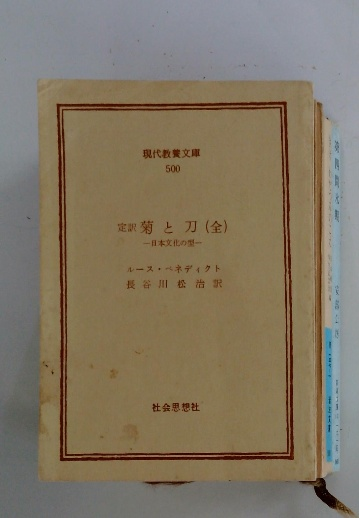 現代教養文庫
500
定訳 菊と刀(全)
―日本文化の型―
ルース・ベネディクト
長谷川松治訳
社会思想社